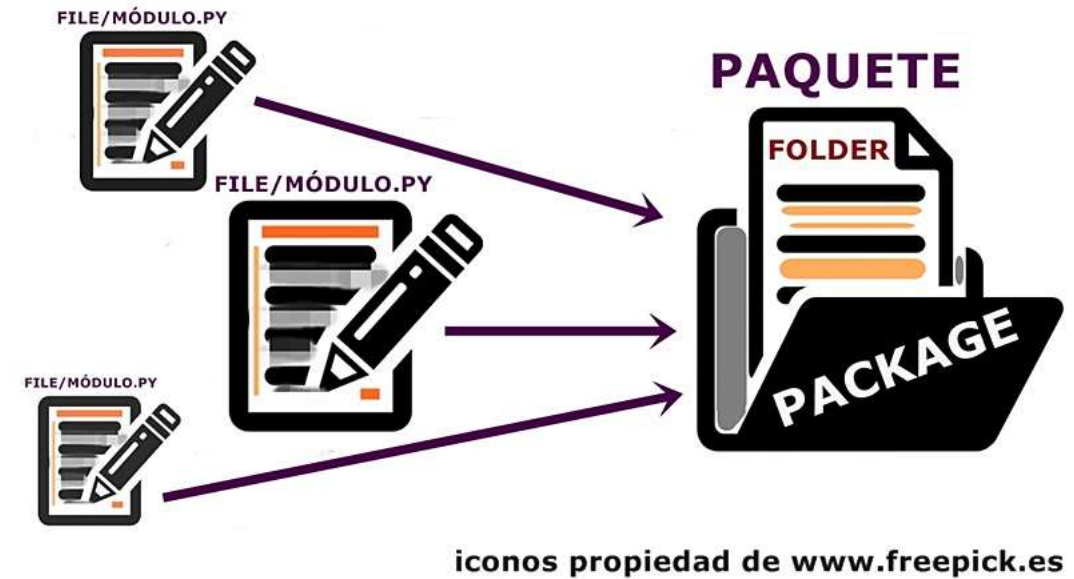 FILE/MÓDULO.PY
PAQUETE
FOLDER
FILE/MÓDULO.PY
PACKAGE
FILE/MÓDULO.PY
iconos propiedad de www.freepick.es